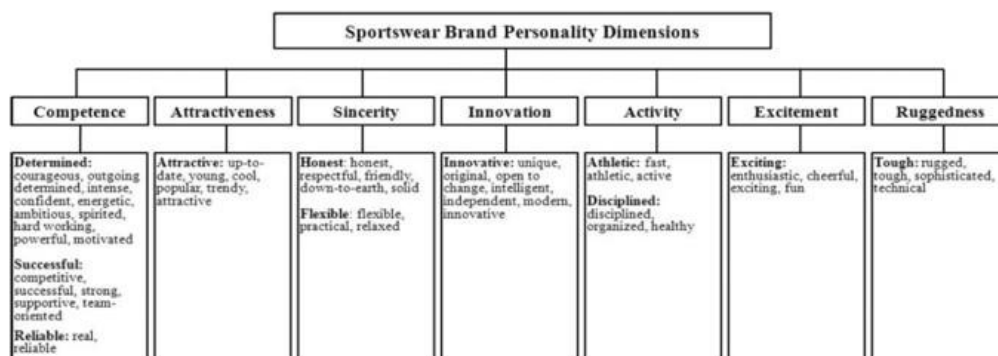 Sportswear Brand Personality Dimensions
Competence
Attractiveness
Sincerity
Innovation
Activity
Excitement
Ruggedness
Determined:
courageous, outgoing
determined, intense,
confident, energetic,
ambitious, spirited,
hard working,
powerful, motivated
Successful:
competitive,
successful, strong,
supportive, team-
oriented
Reliable: real,
reliable
Attractive: up-to-
date, young, cool,
popular, trendy,
attractive
Honest: honest,
respectful, friendly,
down-to-earth, solid
Flexible: flexible,
practical, relaxed
Innovative: unique,
original, open to
change, intelligent,
independent, modern,
innovative
Athletic: fast,
athletic, active
Disciplined:
disciplined,
organized, healthy
Exciting:
enthusiastic, cheerful,
exciting, fun
Tough: rugged,
tough, sophisticated,
technical